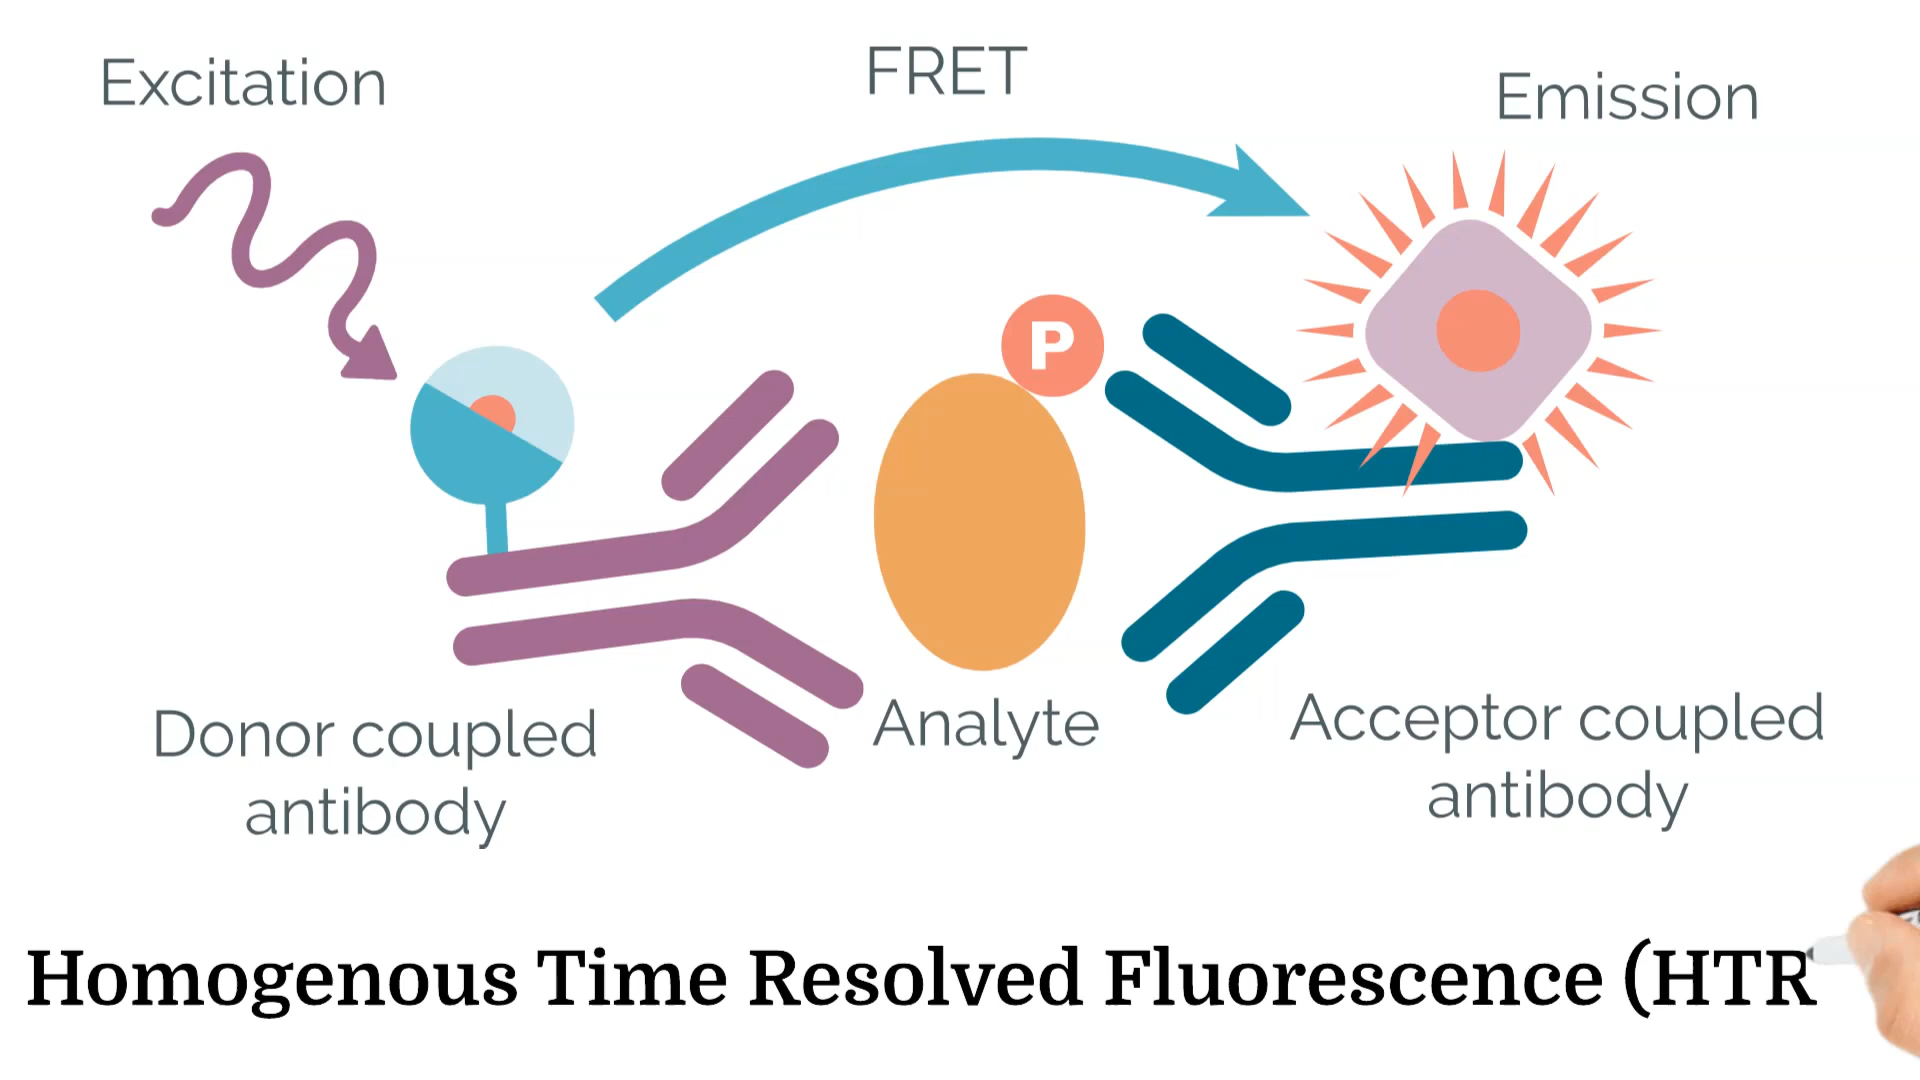 Excitation
FRET
Emission
P
Donor coupled
antibody
Analyte
Acceptor coupled
antibody
Homogenous Time Resolved Fluorescence (HTR